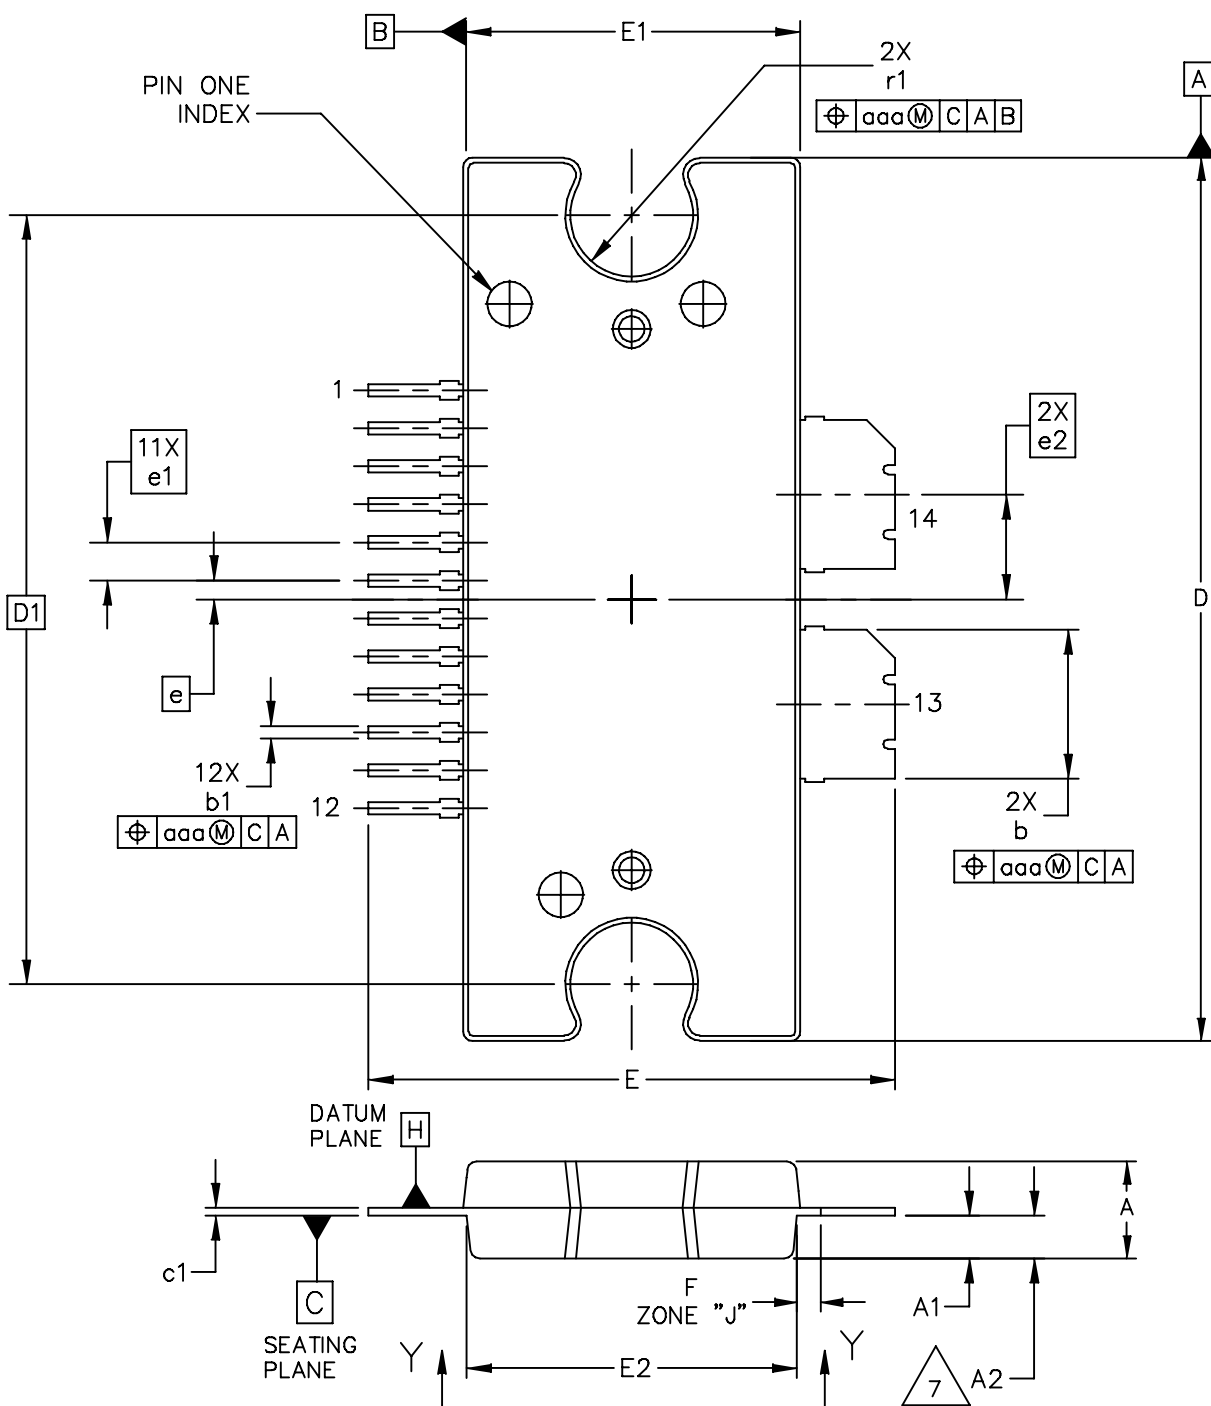 B
E1
2X
r1
A
PIN ONE
INDEX
⌖ aaa Ⓜ C A B
1
2X
e2
11X
e1
14
D1
D
e
13
12X
b1
12
2X
b
⌖ aaa Ⓜ C A
⌖ aaa Ⓜ C A
E
DATUM
PLANE
H
A
c1
F
ZONE "J"
A1
C
SEATING
PLANE
Y
Y
E2
7
A2